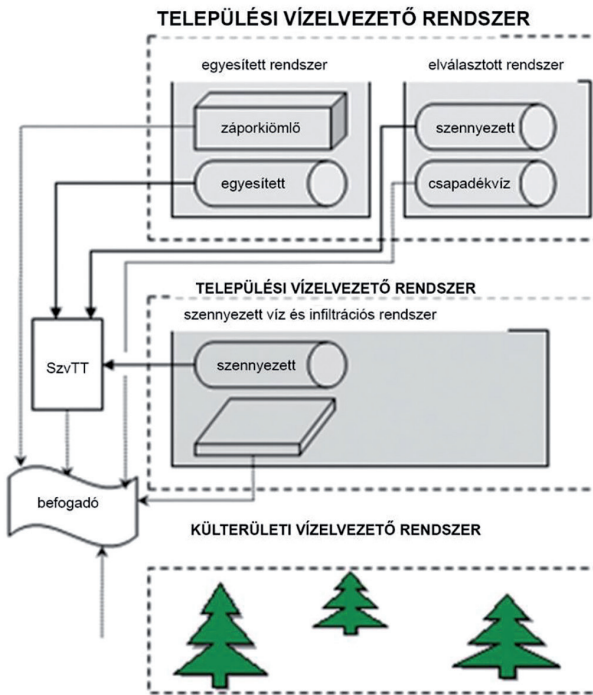 TELEPÜLÉSI VÍZELVEZETŐ RENDSZER
egyesített rendszer
elválasztott rendszer
záporkiömlő
szennyezett
egyesített
csapadékvíz
TELEPÜLÉSI VÍZELVEZETŐ RENDSZER
szennyezett víz és infiltrációs rendszer
SzvTT
szennyezett
befogadó
KÜLTERÜLETI VÍZELVEZETŐ RENDSZER